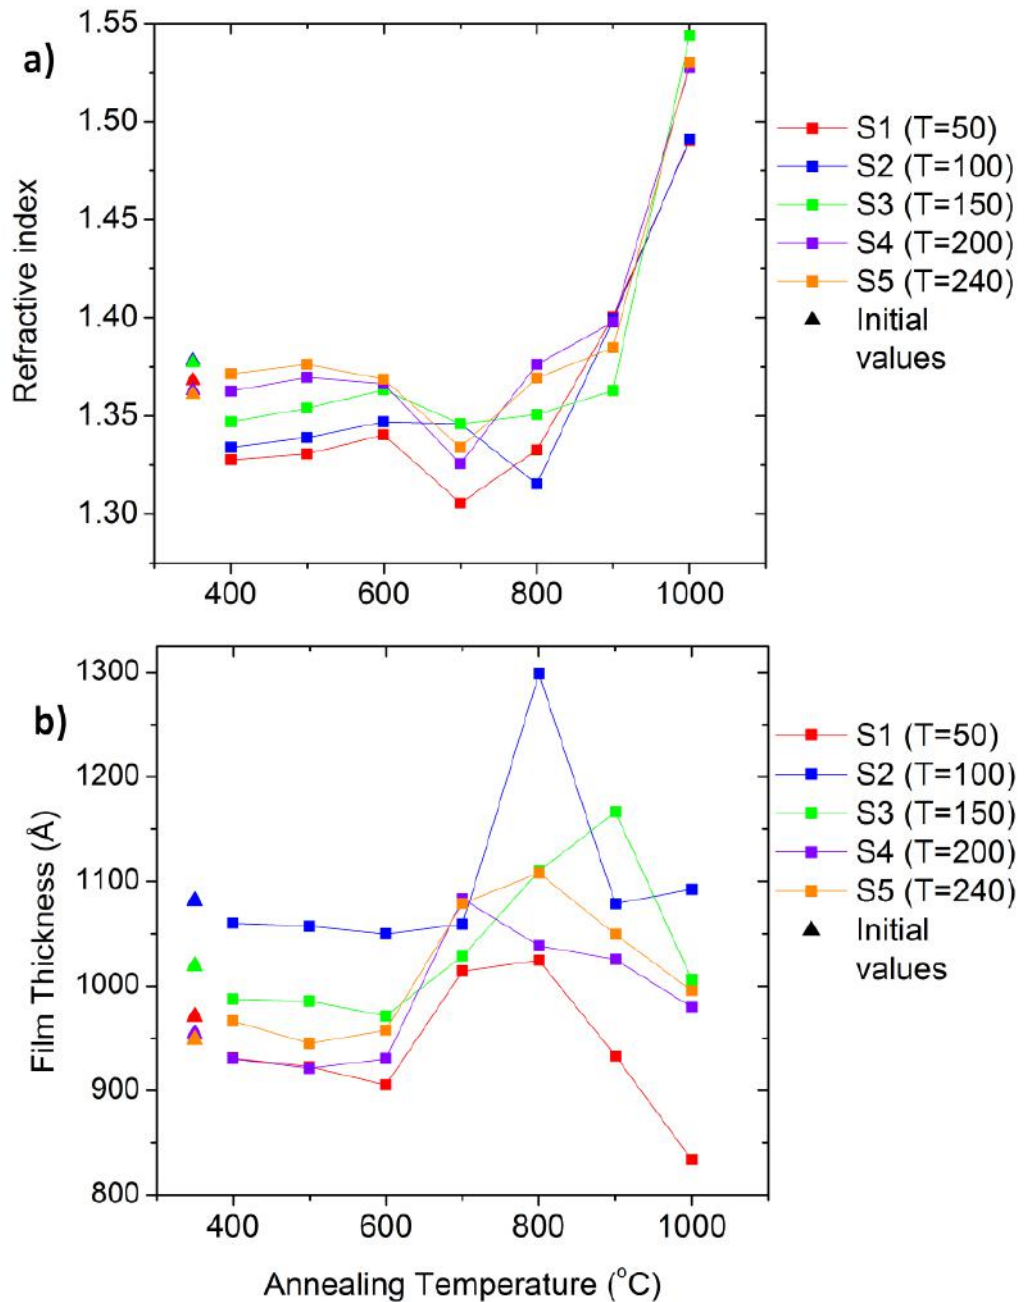 a)
Refractive index
1.55
1.50
1.45
1.40
1.35
1.30
400 600 800 1000
S1 (T=50)
S2 (T=100)
S3 (T=150)
S4 (T=200)
S5 (T=240)
Initial
values
b)
Film Thickness (Å)
1300
1200
1100
1000
900
800
400 600 800 1000
Annealing Temperature (°C)
S1 (T=50)
S2 (T=100)
S3 (T=150)
S4 (T=200)
S5 (T=240)
Initial
values